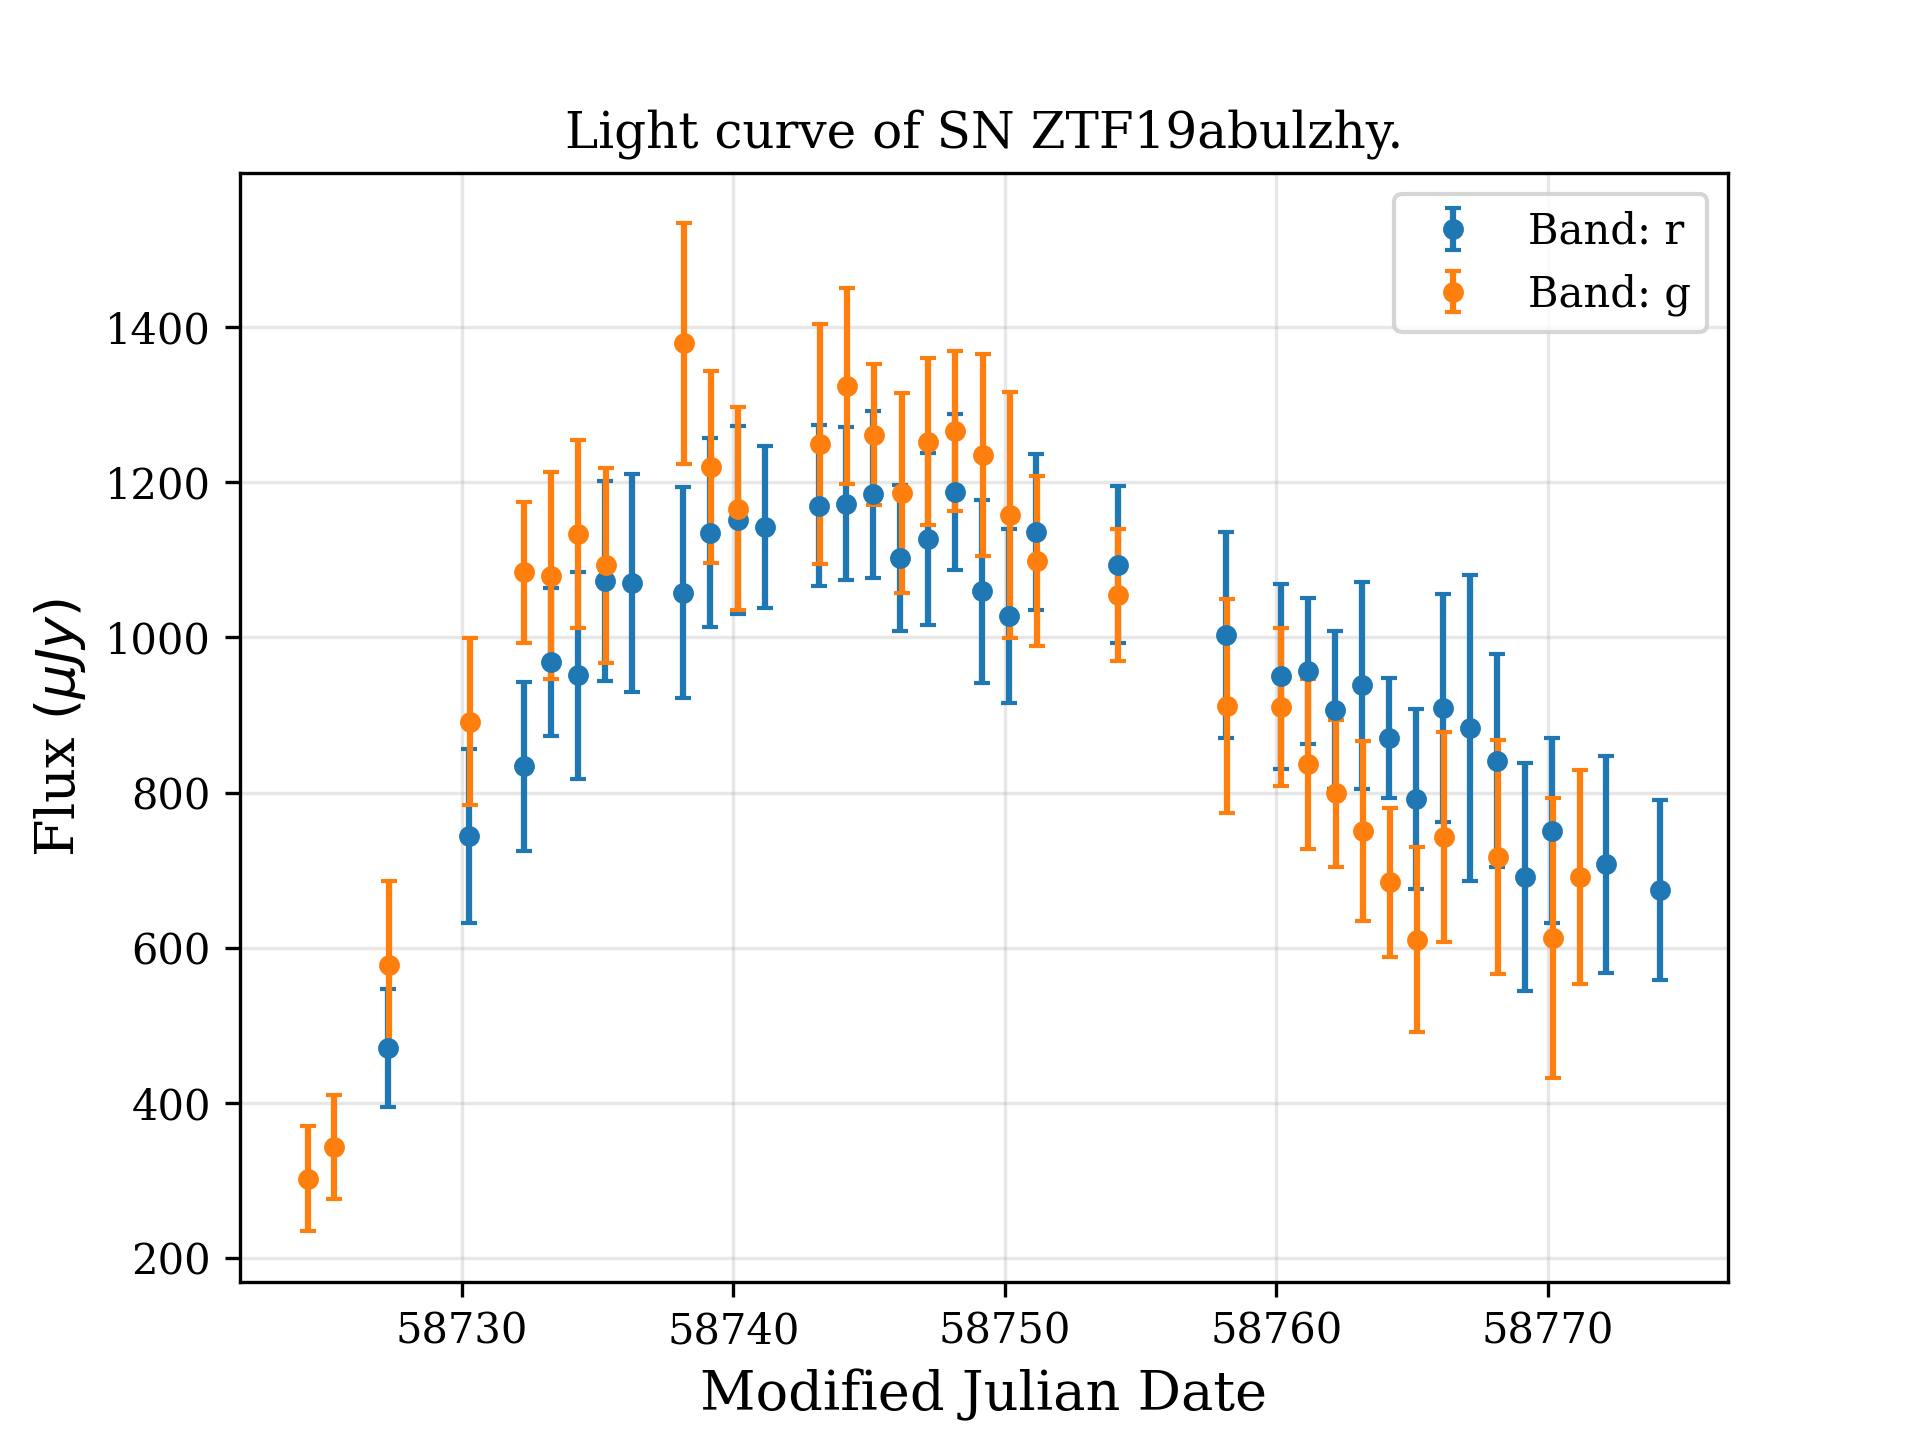 Light curve of SN ZTF19abulzhy.
Band: r
Band: g
1400
1200
1000
800
600
400
200
Flux (μJy)
58730 58740 58750 58760 58770
Modified Julian Date